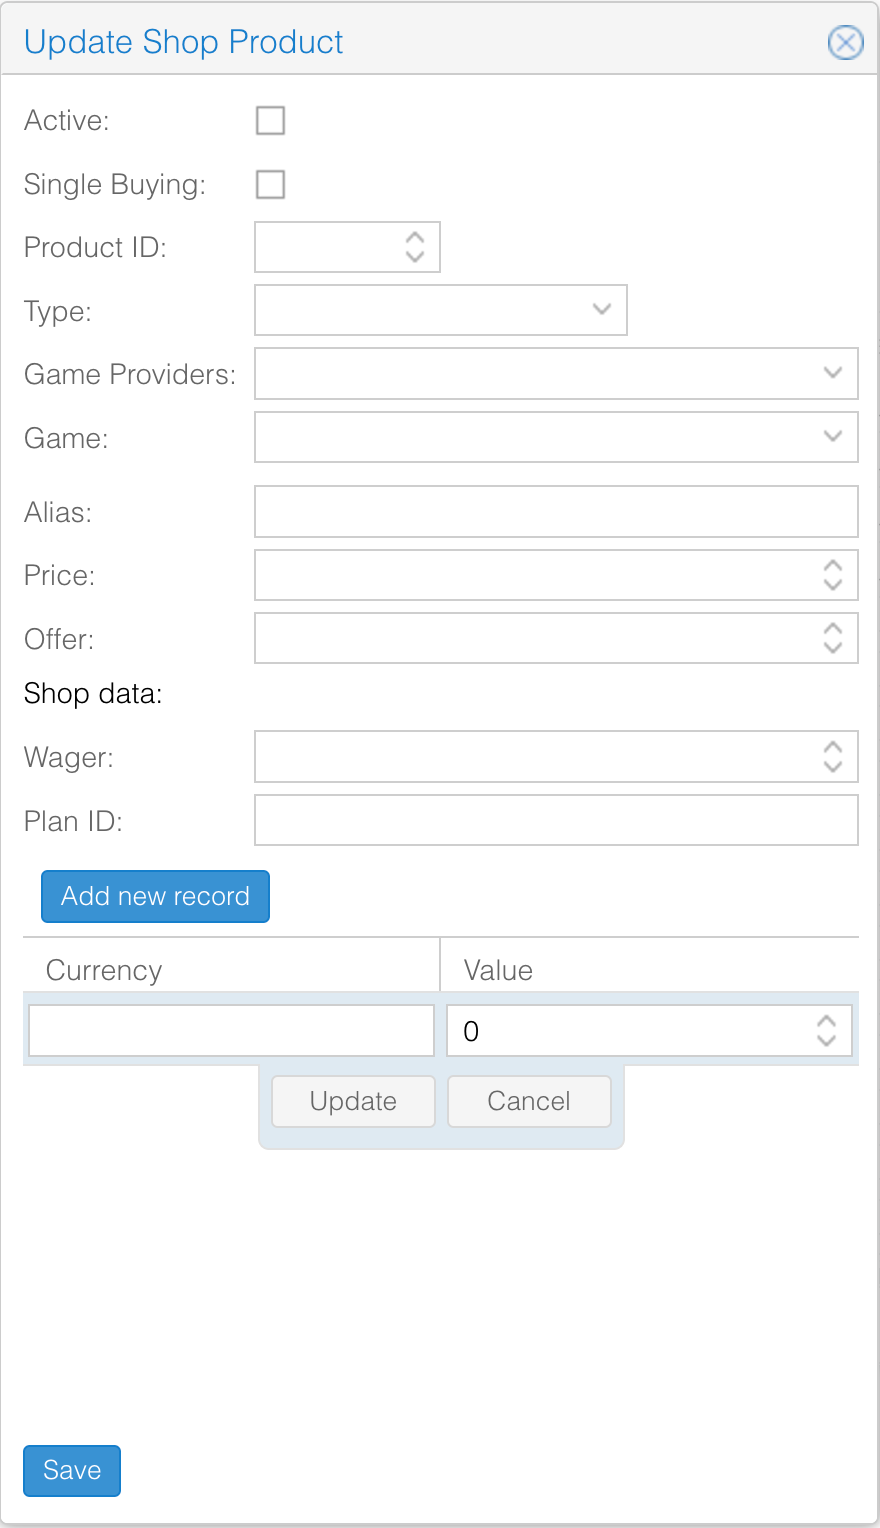 Update Shop Product
Active:
Single Buying:
Product ID:
Type:
Game Providers:
Game:
Alias:
Price:
Offer:
Shop data:
Wager:
Plan ID:
Add new record
Currency Value
0
Update Cancel
Save